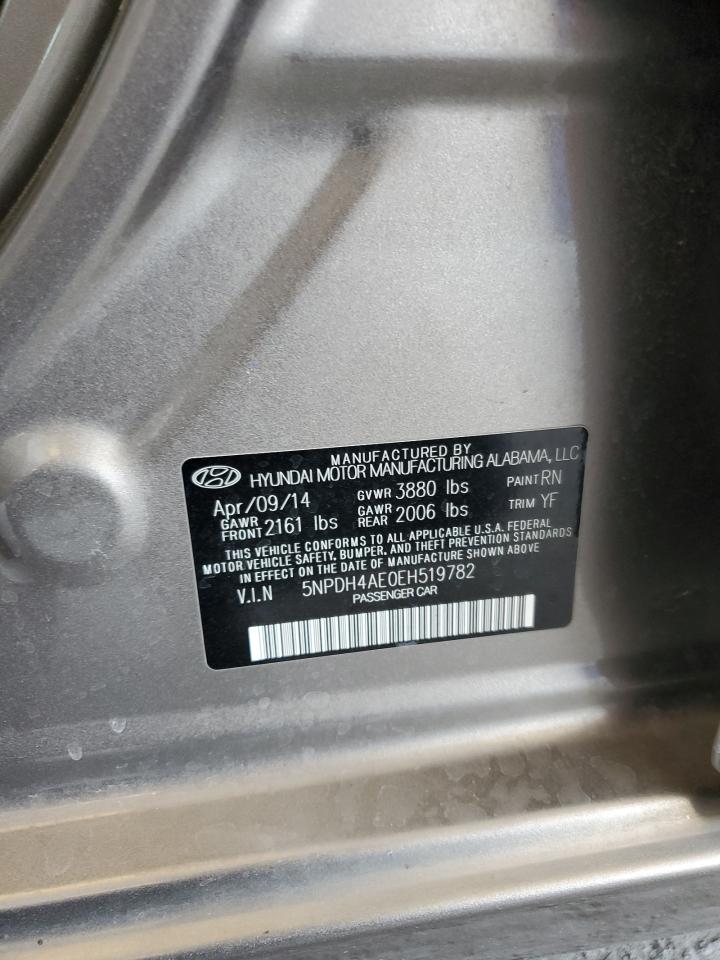 MANUFACTURED BY
HYUNDAI MOTOR MANUFACTURING ALABAMA, LLC
Apr/09/14 GVWR 3880 lbs PAINT RN
GAWR FRONT 2161 lbs GAWR REAR 2006 lbs TRIM YF
THIS VEHICLE CONFORMS TO ALL APPLICABLE U.S.A. FEDERAL
MOTOR VEHICLE SAFETY, BUMPER, AND THEFT PREVENTION STANDARDS
IN EFFECT ON THE DATE OF MANUFACTURE SHOWN ABOVE
V.I.N 5NPDH4AE0EH519782
PASSENGER CAR